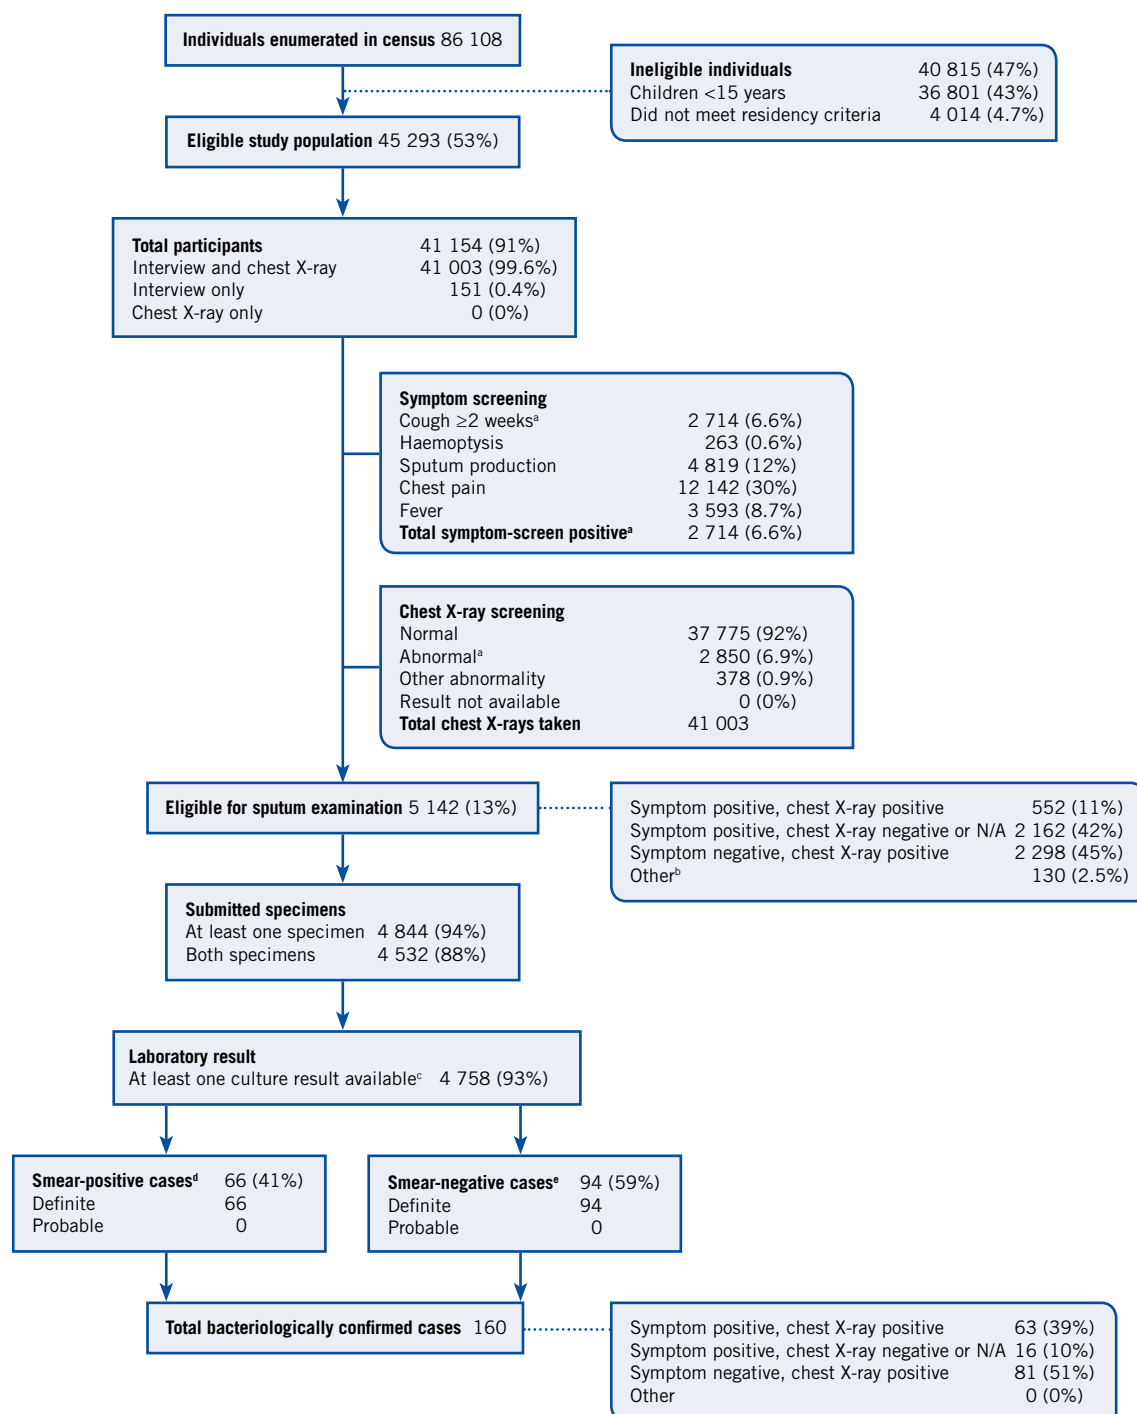 Individuals enumerated in census 86 108
Ineligible individuals 40 815 (47%)
Children <15 years 36 801 (43%)
Did not meet residency criteria 4 014 (4.7%)
Eligible study population 45 293 (53%)
Total participants 41 154 (91%)
Interview and chest X-ray 41 003 (99.6%)
Interview only 151 (0.4%)
Chest X-ray only 0 (0%)
Symptom screening
Cough ≥2 weeksᵃ 2 714 (6.6%)
Haemoptysis 263 (0.6%)
Sputum production 4 819 (12%)
Chest pain 12 142 (30%)
Fever 3 593 (8.7%)
Total symptom-screen positiveᵃ 2 714 (6.6%)
Chest X-ray screening
Normal 37 775 (92%)
Abnormalᵃ 2 850 (6.9%)
Other abnormality 378 (0.9%)
Result not available 0 (0%)
Total chest X-rays taken 41 003
Eligible for sputum examination 5 142 (13%)
Symptom positive, chest X-ray positive 552 (11%)
Symptom positive, chest X-ray negative or N/A 2 162 (42%)
Symptom negative, chest X-ray positive 2 298 (45%)
Otherᵇ 130 (2.5%)
Submitted specimens
At least one specimen 4 844 (94%)
Both specimens 4 532 (88%)
Laboratory result
At least one culture result availableᶜ 4 758 (93%)
Smear-positive casesᵈ 66 (41%)
Definite 66
Probable 0
Smear-negative casesᵉ 94 (59%)
Definite 94
Probable 0
Total bacteriologically confirmed cases 160
Symptom positive, chest X-ray positive 63 (39%)
Symptom positive, chest X-ray negative or N/A 16 (10%)
Symptom negative, chest X-ray positive 81 (51%)
Other 0 (0%)